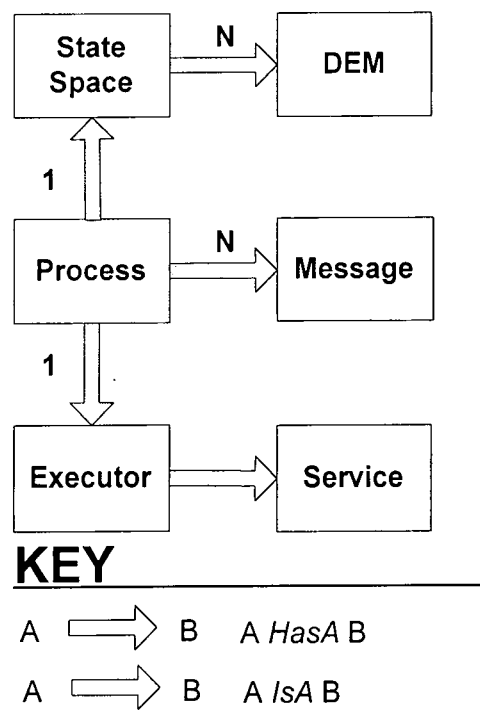 State
Space
N
DEM
1
Process
N
Message
1
Executor
Service
KEY
A B A HasA B
A B A IsA B